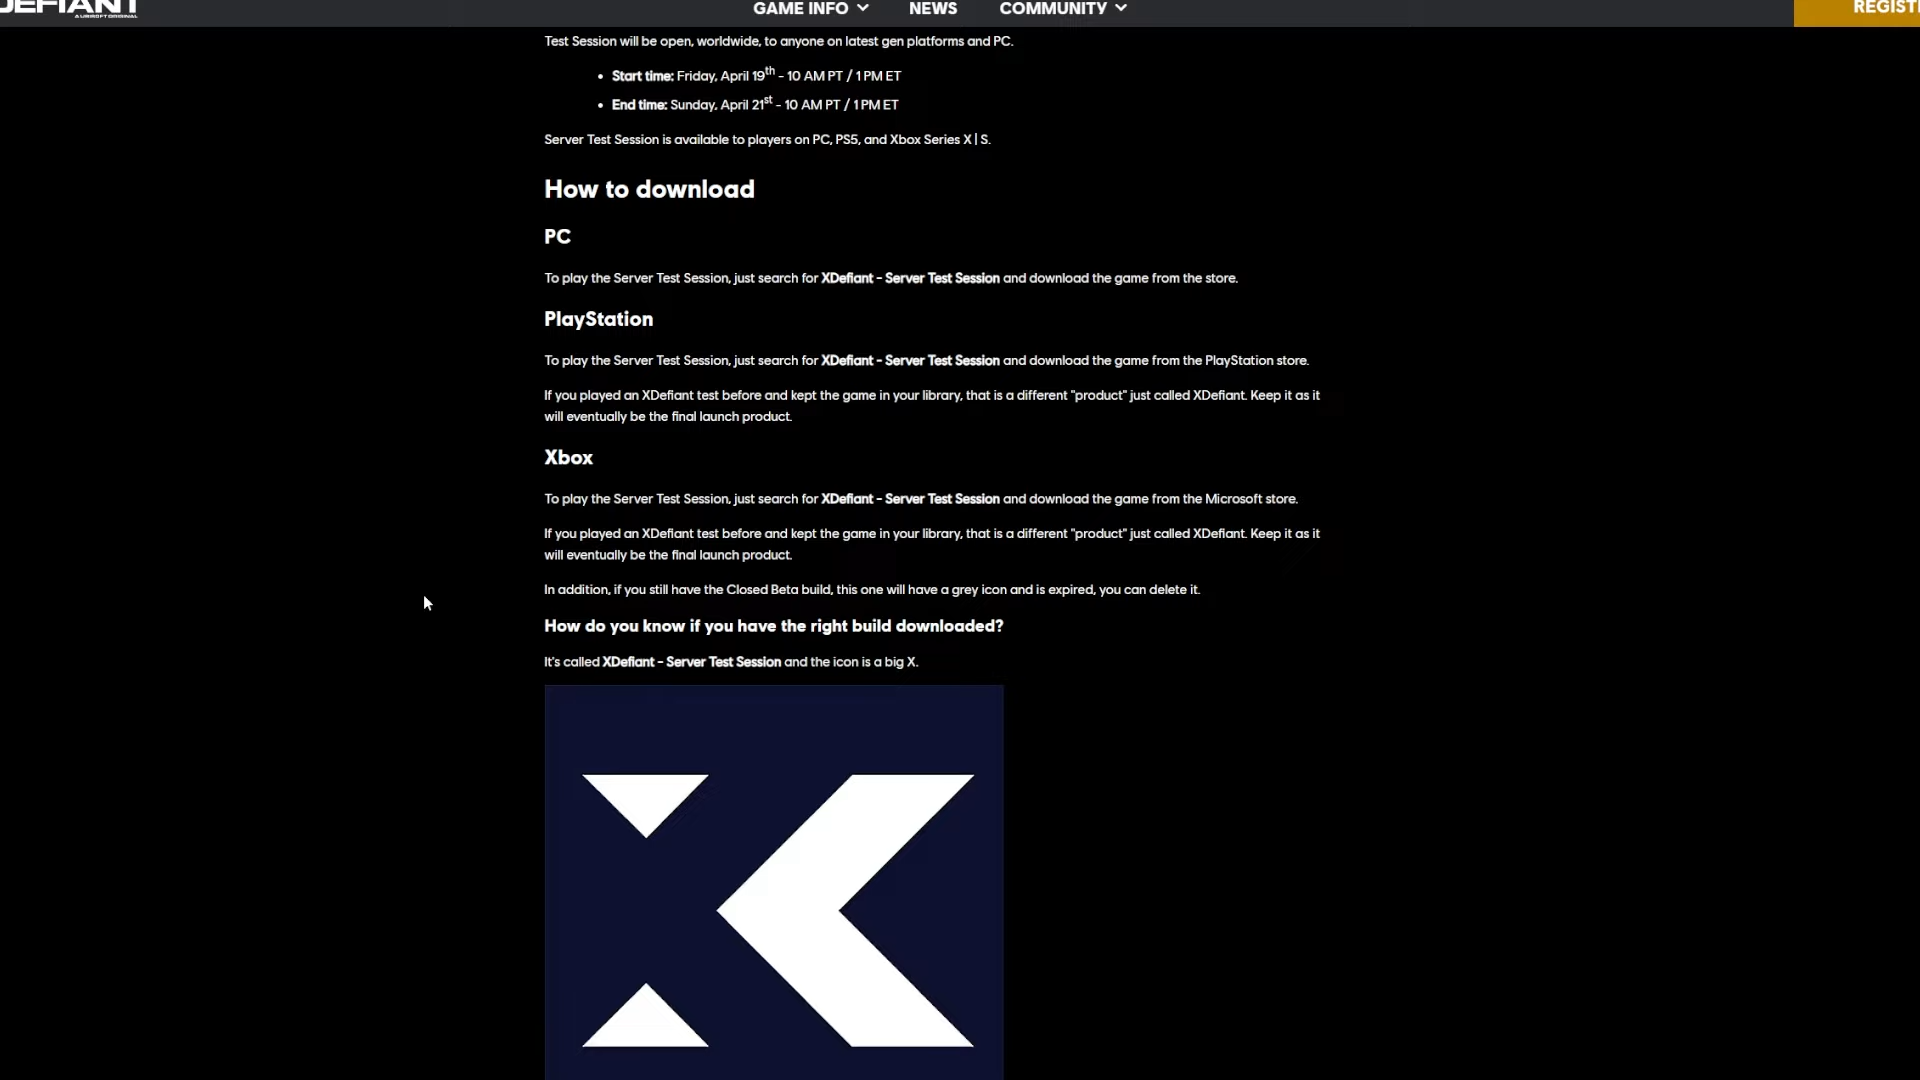 DEFIANT
A UBISOFT ORIGINAL
GAME INFO
NEWS
COMMUNITY
REGIST
Test Session will be open, worldwide, to anyone on latest gen platforms and PC.
• Start time: Friday, April 19th - 10 AM PT / 1 PM ET
• End time: Sunday, April 21st - 10 AM PT / 1 PM ET
Server Test Session is available to players on PC, PS5, and Xbox Series X | S.
How to download
PC
To play the Server Test Session, just search for XDefiant - Server Test Session and download the game from the store.
PlayStation
To play the Server Test Session, just search for XDefiant - Server Test Session and download the game from the PlayStation store.
If you played an XDefiant test before and kept the game in your library, that is a different "product" just called XDefiant. Keep it as it
will eventually be the final launch product.
Xbox
To play the Server Test Session, just search for XDefiant - Server Test Session and download the game from the Microsoft store.
If you played an XDefiant test before and kept the game in your library, that is a different "product" just called XDefiant. Keep it as it
will eventually be the final launch product.
In addition, if you still have the Closed Beta build, this one will have a grey icon and is expired, you can delete it.
How do you know if you have the right build downloaded?
It's called XDefiant - Server Test Session and the icon is a big X.